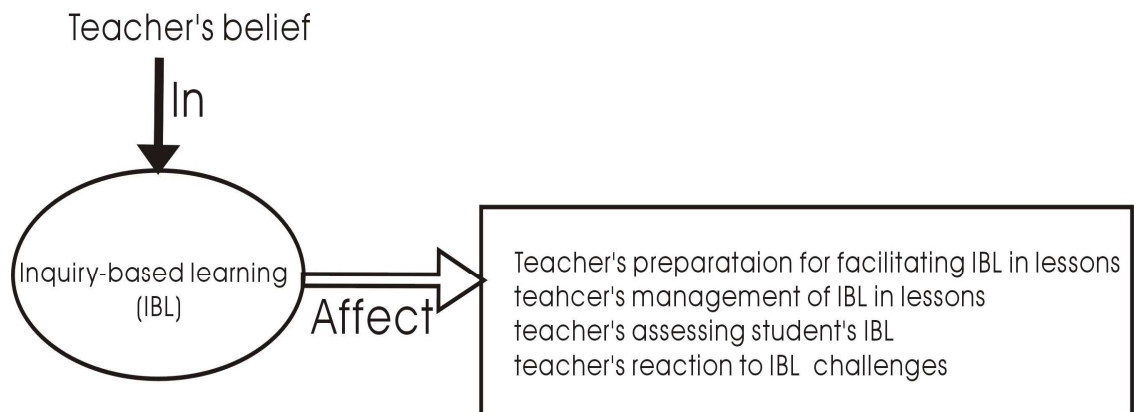 Teacher's belief
In
Inquiry-based learning
(IBL)
Affect
Teacher's preparataion for facilitating IBL in lessons
teahcer's management of IBL in lessons
teacher's assessing student's IBL
teacher's reaction to IBL challenges